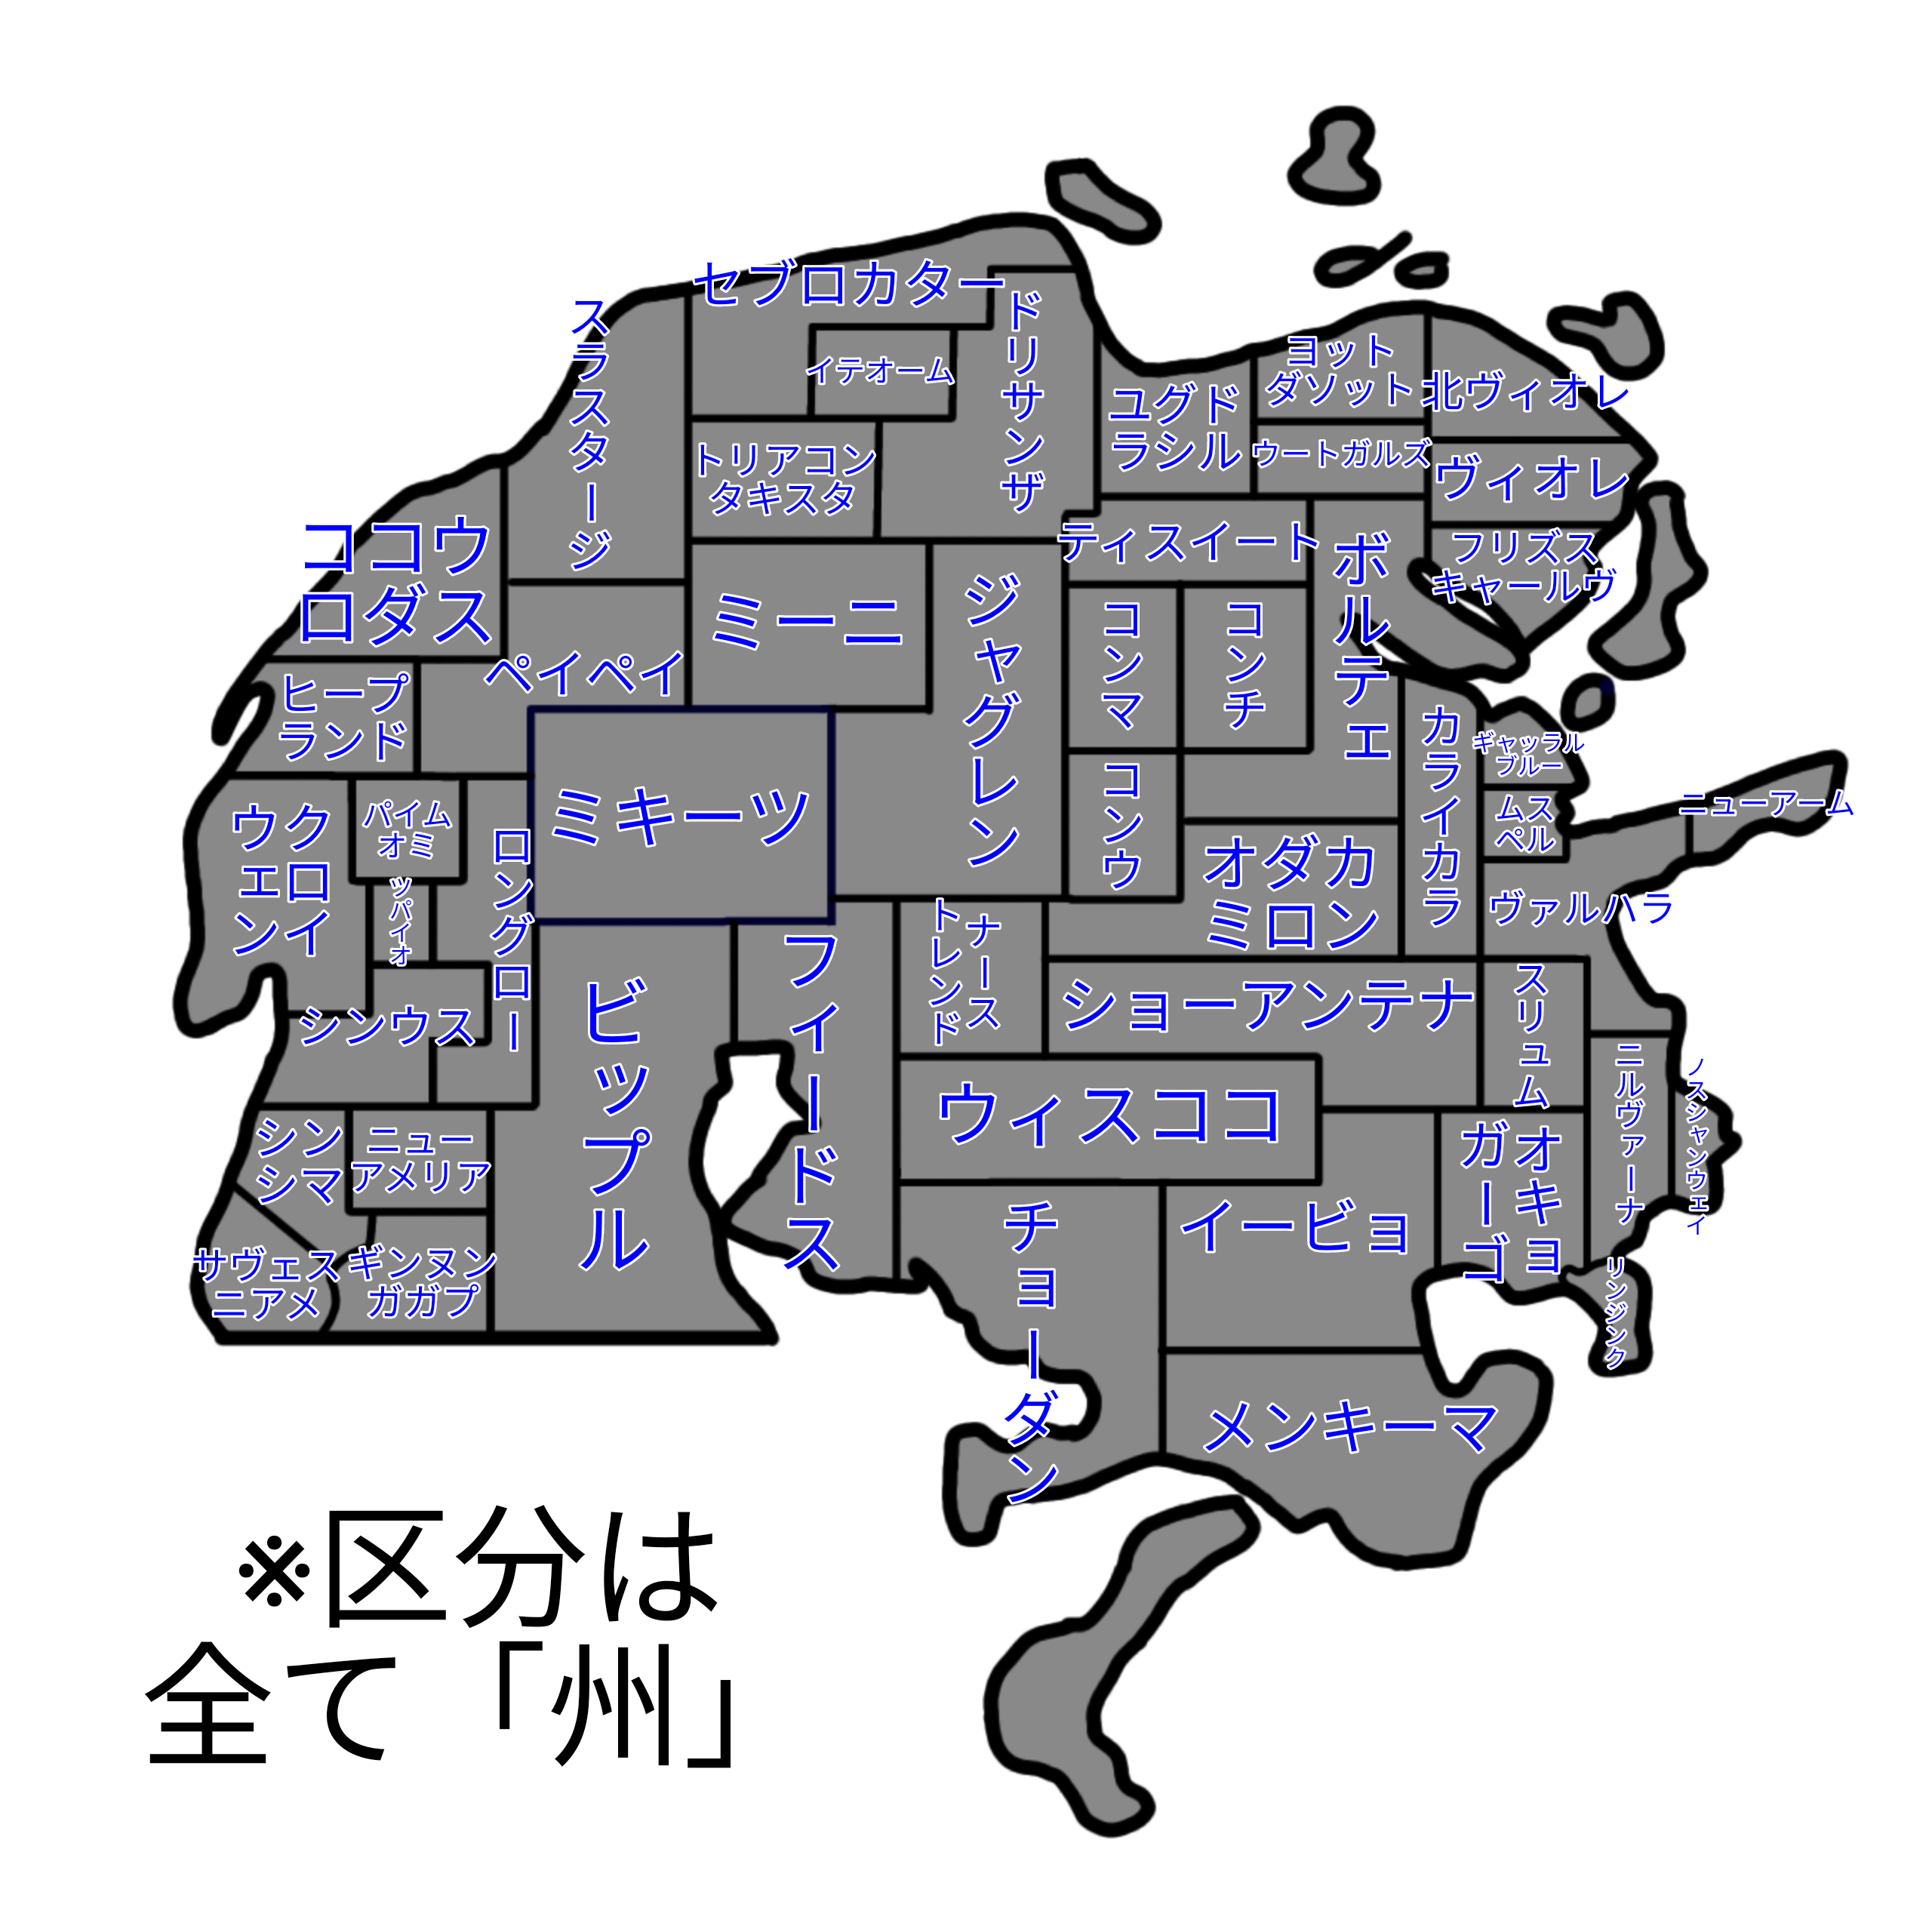 セブロカター
スラスタージ
ドリサンザ
イテオーム
ヨット
ダソット
北ヴィオレ
ユグド
ラシル
ウートガルズ
トリアコン
タキスタ
ヴィオレ
ココウ
ロダス
ティスイート
ボルテェ
フリズス
キャールヴ
ミーニ
ジャグレン
コンマ
コンチ
ペイペイ
ヒープ
ランド
カライカラ
ギャッラル
ブルー
ミキーツ
コンウ
ムス
ペル
ニューアーム
ウェン
クロイ
パイム
オミ
ロングロー
オダカ
ミロン
ヴァルハラ
ツパイオ
トレンド
ナース
フィードス
ビップル
シンウス
ショーアンテナ
スリュム
ニルヴァーナ
ノスシャンウェイ
ウィスココ
シン
シマ
ニュー
アメリア
ガーゴ
オキョ
チョーダン
イービョ
サヴェス
ニアメ
ギンメン
ガガプ
リンジンク
メンキーマ
※区分は
全て「州」